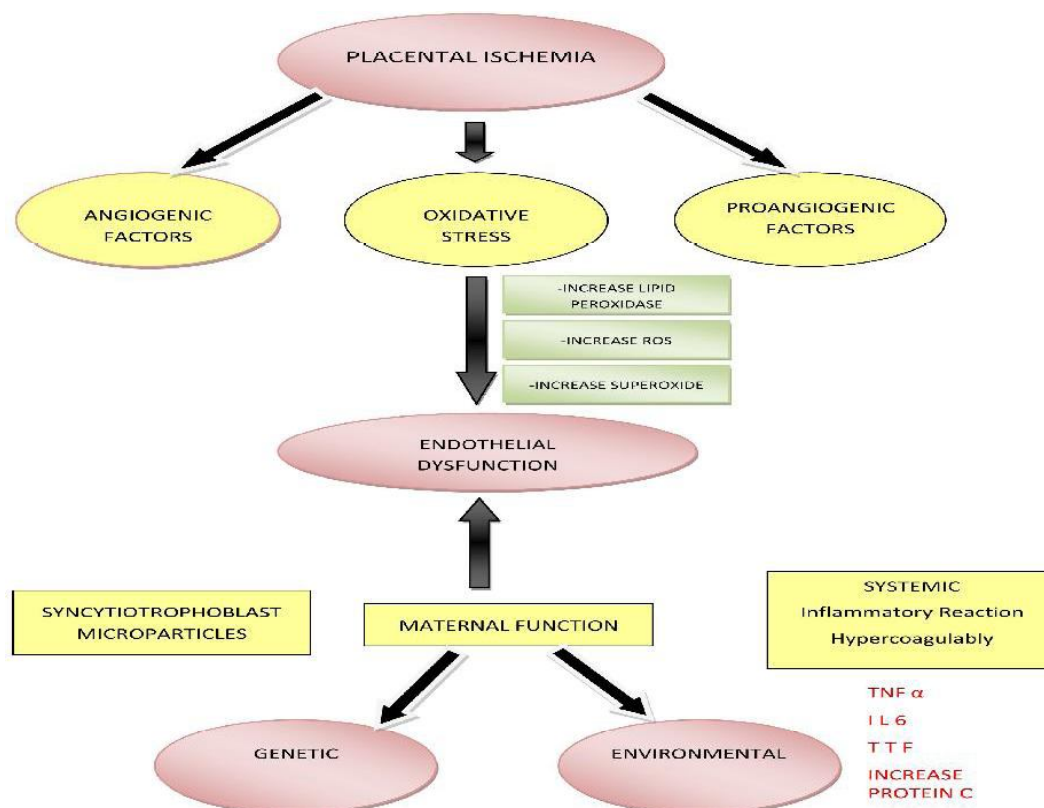 PLACENTAL ISCHEMIA
ANGIOGENIC
FACTORS
OXIDATIVE
STRESS
PROANGIOGENIC
FACTORS
-INCREASE LIPID
PEROXIDASE
-INCREASE ROS
-INCREASE SUPEROXIDE
ENDOTHELIAL
DYSFUNCTION
SYNCYTIOTROPHOBLAST
MICROPARTICLES
MATERNAL FUNCTION
SYSTEMIC
Inflammatory Reaction
Hypercoagulably
GENETIC
ENVIRONMENTAL
TNF α
I L 6
T T F
INCREASE
PROTEIN C